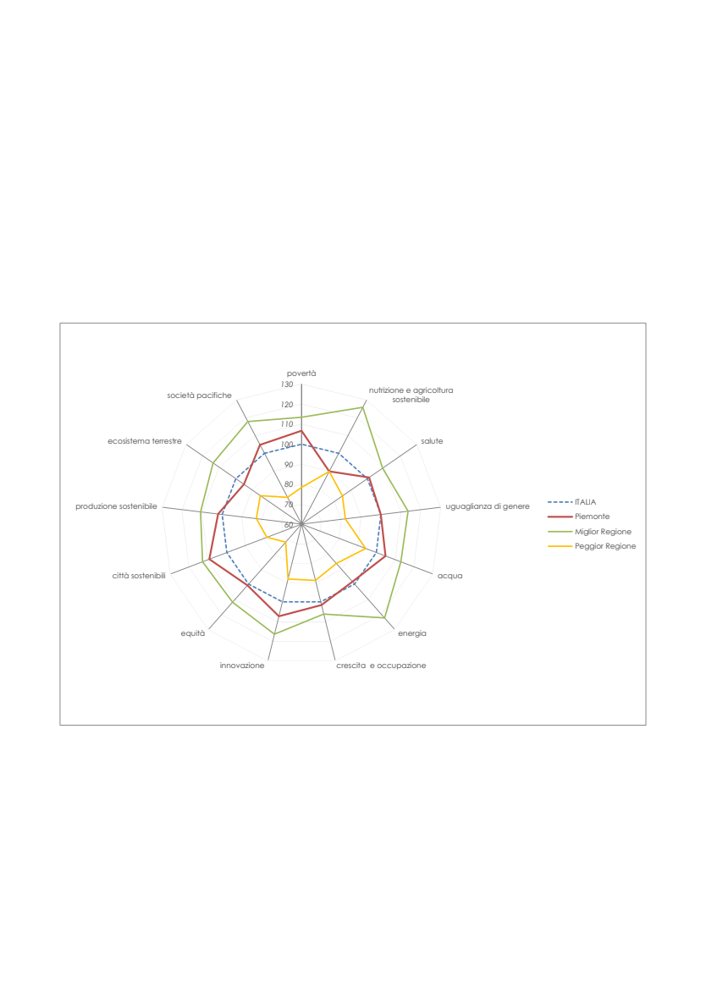 povertà
130
nutrizione e agricoltura
sostenibile
società pacifiche
120
110
ecosistema terrestre
salute
100
90
80
produzione sostenibile
uguaglianza di genere
70
60
ITALIA
Piemonte
Miglior Regione
Peggior Regione
città sostenibili
acqua
equità
energia
innovazione
crescita e occupazione